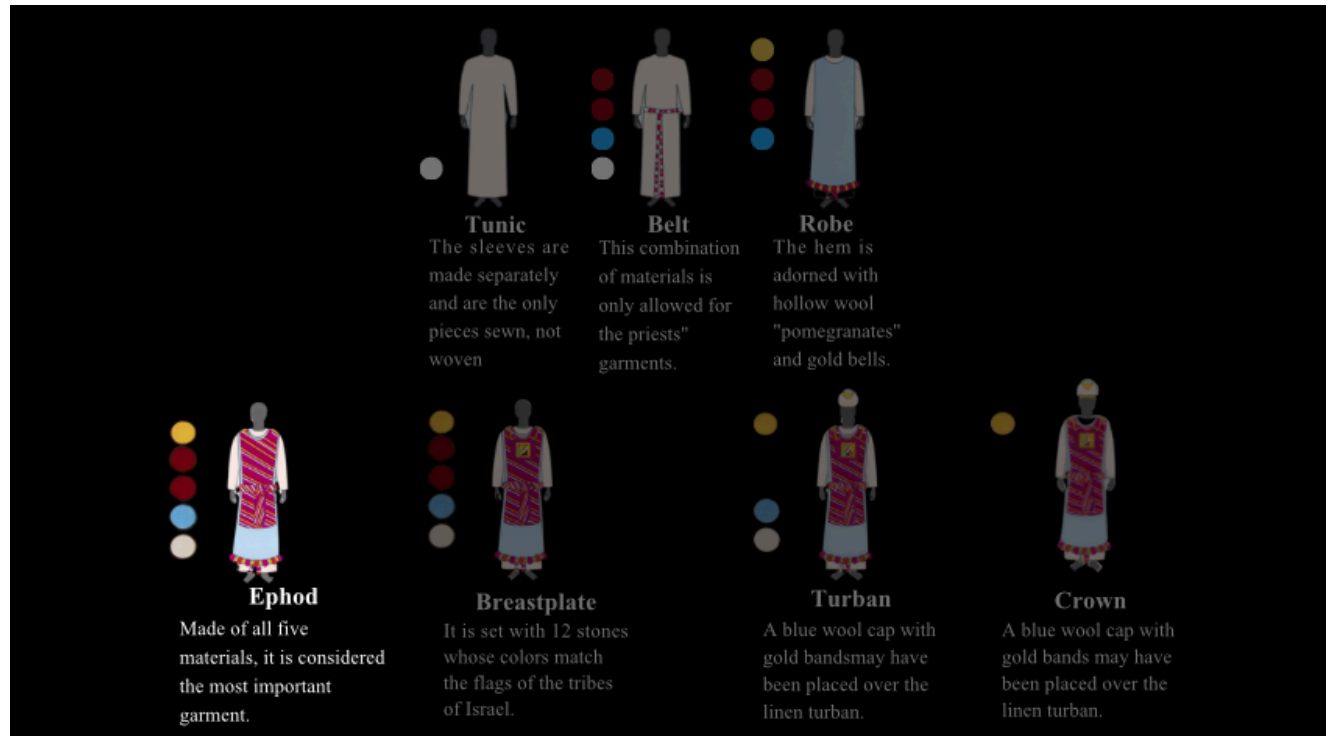 Tunic
The sleeves are
made separately
and are the only
pieces sewn, not
woven
Belt
This combination
of materials is
only allowed for
the priests"
garments.
Robe
The hem is
adorned with
hollow wool
"pomegranates"
and gold bells.
Ephod
Made of all five
materials, it is considered
the most important
garment.
Breastplate
It is set with 12 stones
whose colors match
the flags of the tribes
of Israel.
Turban
A blue wool cap with
gold bandsmay have
been placed over the
linen turban.
Crown
A blue wool cap with
gold bands may have
been placed over the
linen turban.